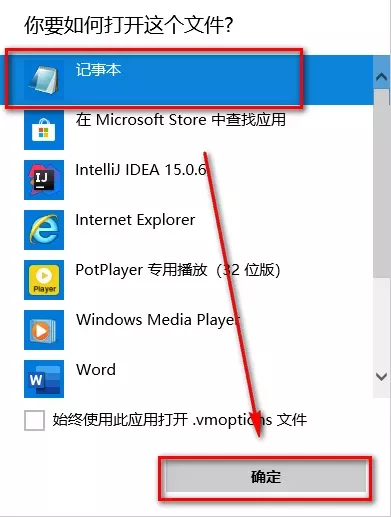 你要如何打开这个文件?
记事本
在 Microsoft Store 中查找应用
IntelliJ IDEA 15.0.6
Internet Explorer
PotPlayer 专用播放 (32 位版)
Player
Windows Media Player
Word
始终使用此应用打开 .vmoptions 文件
确定